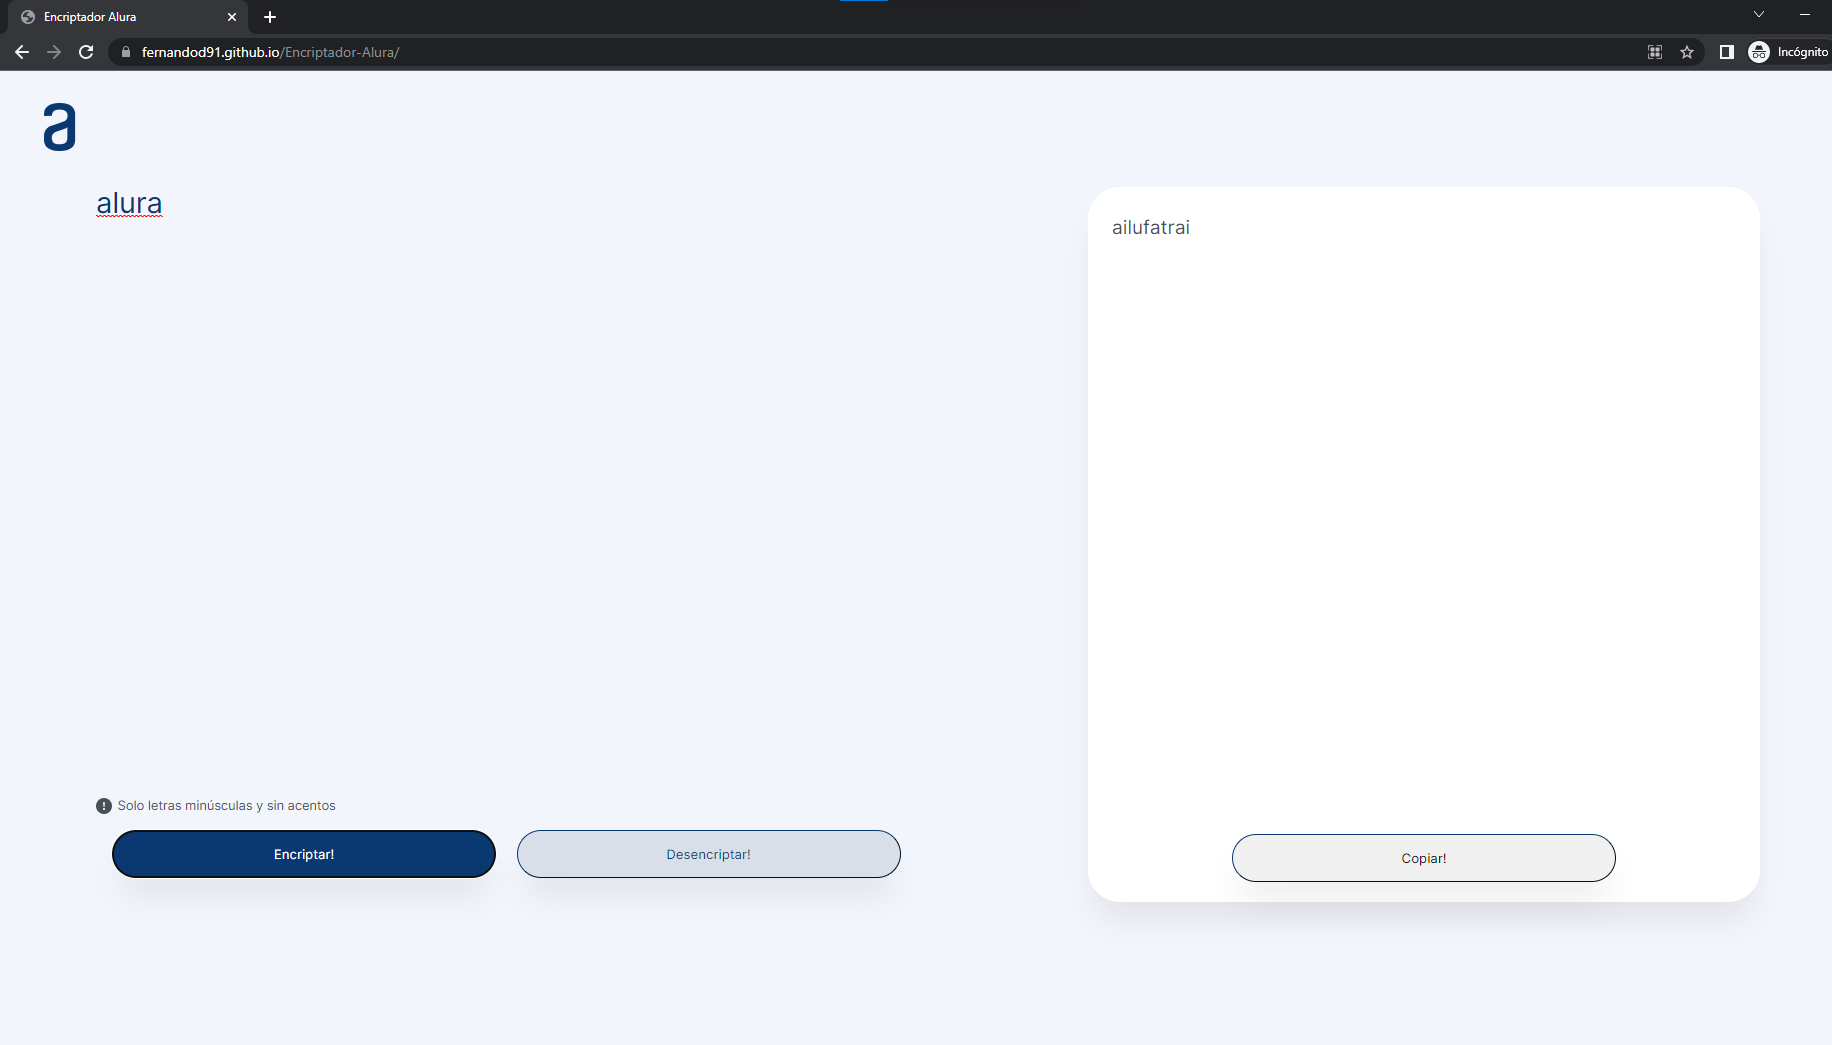 Encriptador Alura
fernandod91.github.io/Encriptador-Alura/
Incógnito
a
alura
ailufatrai
Solo letras minúsculas y sin acentos
Encriptar!
Desencriptar!
Copiar!